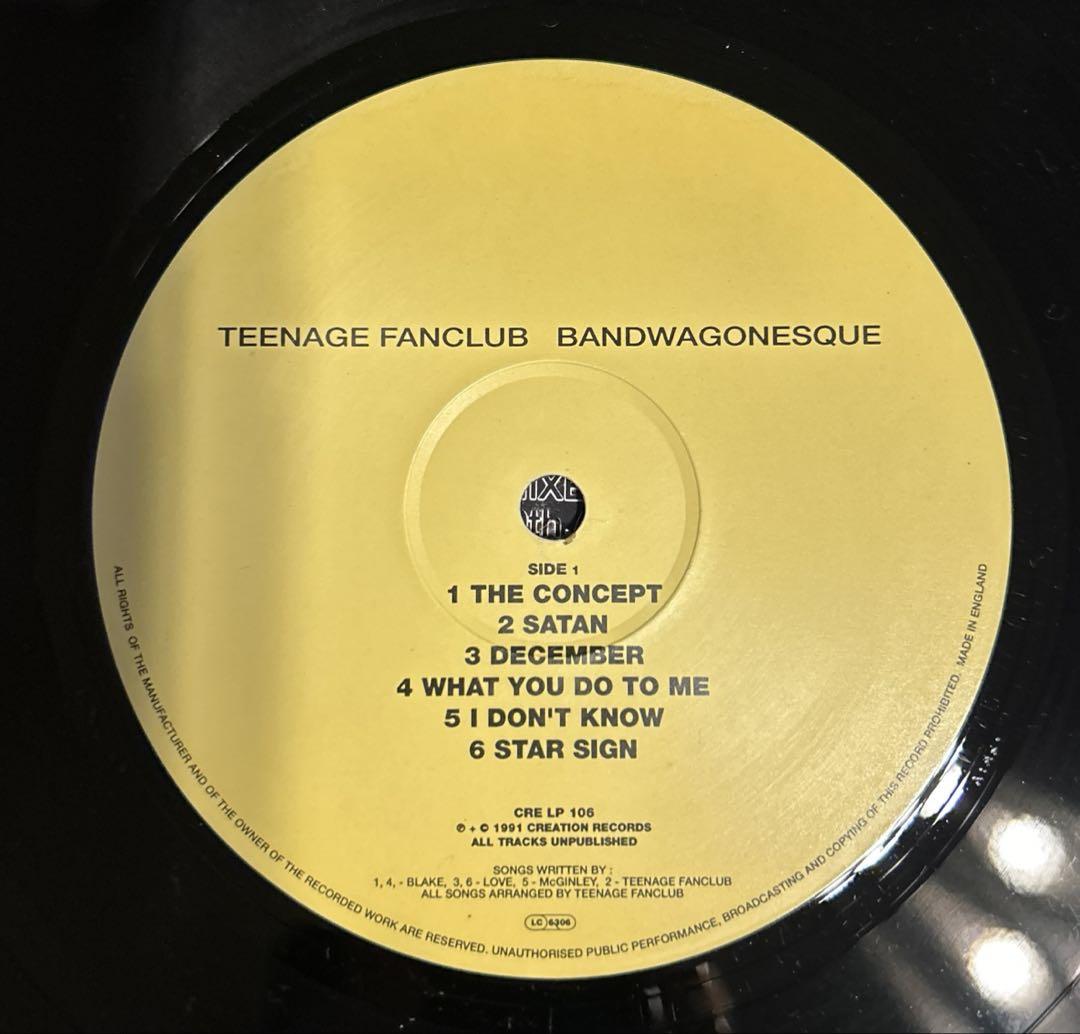 TEENAGE FANCLUB BANDWAGONESQUE
SIDE 1
1 THE CONCEPT
2 SATAN
3 DECEMBER
4 WHAT YOU DO TO ME
5 I DON'T KNOW
6 STAR SIGN
CRE LP 106
℗ + © 1991 CREATION RECORDS
ALL TRACKS UNPUBLISHED
SONGS WRITTEN BY :
1, 4, - BLAKE, 3, 6 - LOVE, 5 - McGINLEY, 2 - TEENAGE FANCLUB
ALL SONGS ARRANGED BY TEENAGE FANCLUB
LC 6306
ALL RIGHTS OF THE MANUFACTURER AND OF THE OWNER OF THE RECORDED WORK ARE RESERVED. UNAUTHORISED PUBLIC PERFORMANCE, BROADCASTING AND COPYING OF THIS RECORD PROHIBITED. MADE IN ENGLAND